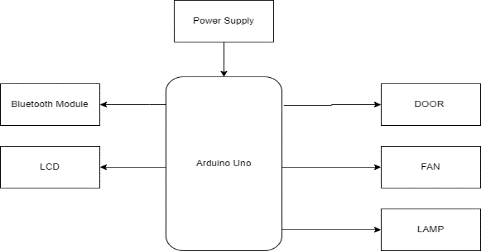 Power Supply
Bluetooth Module
DOOR
LCD
Arduino Uno
FAN
LAMP